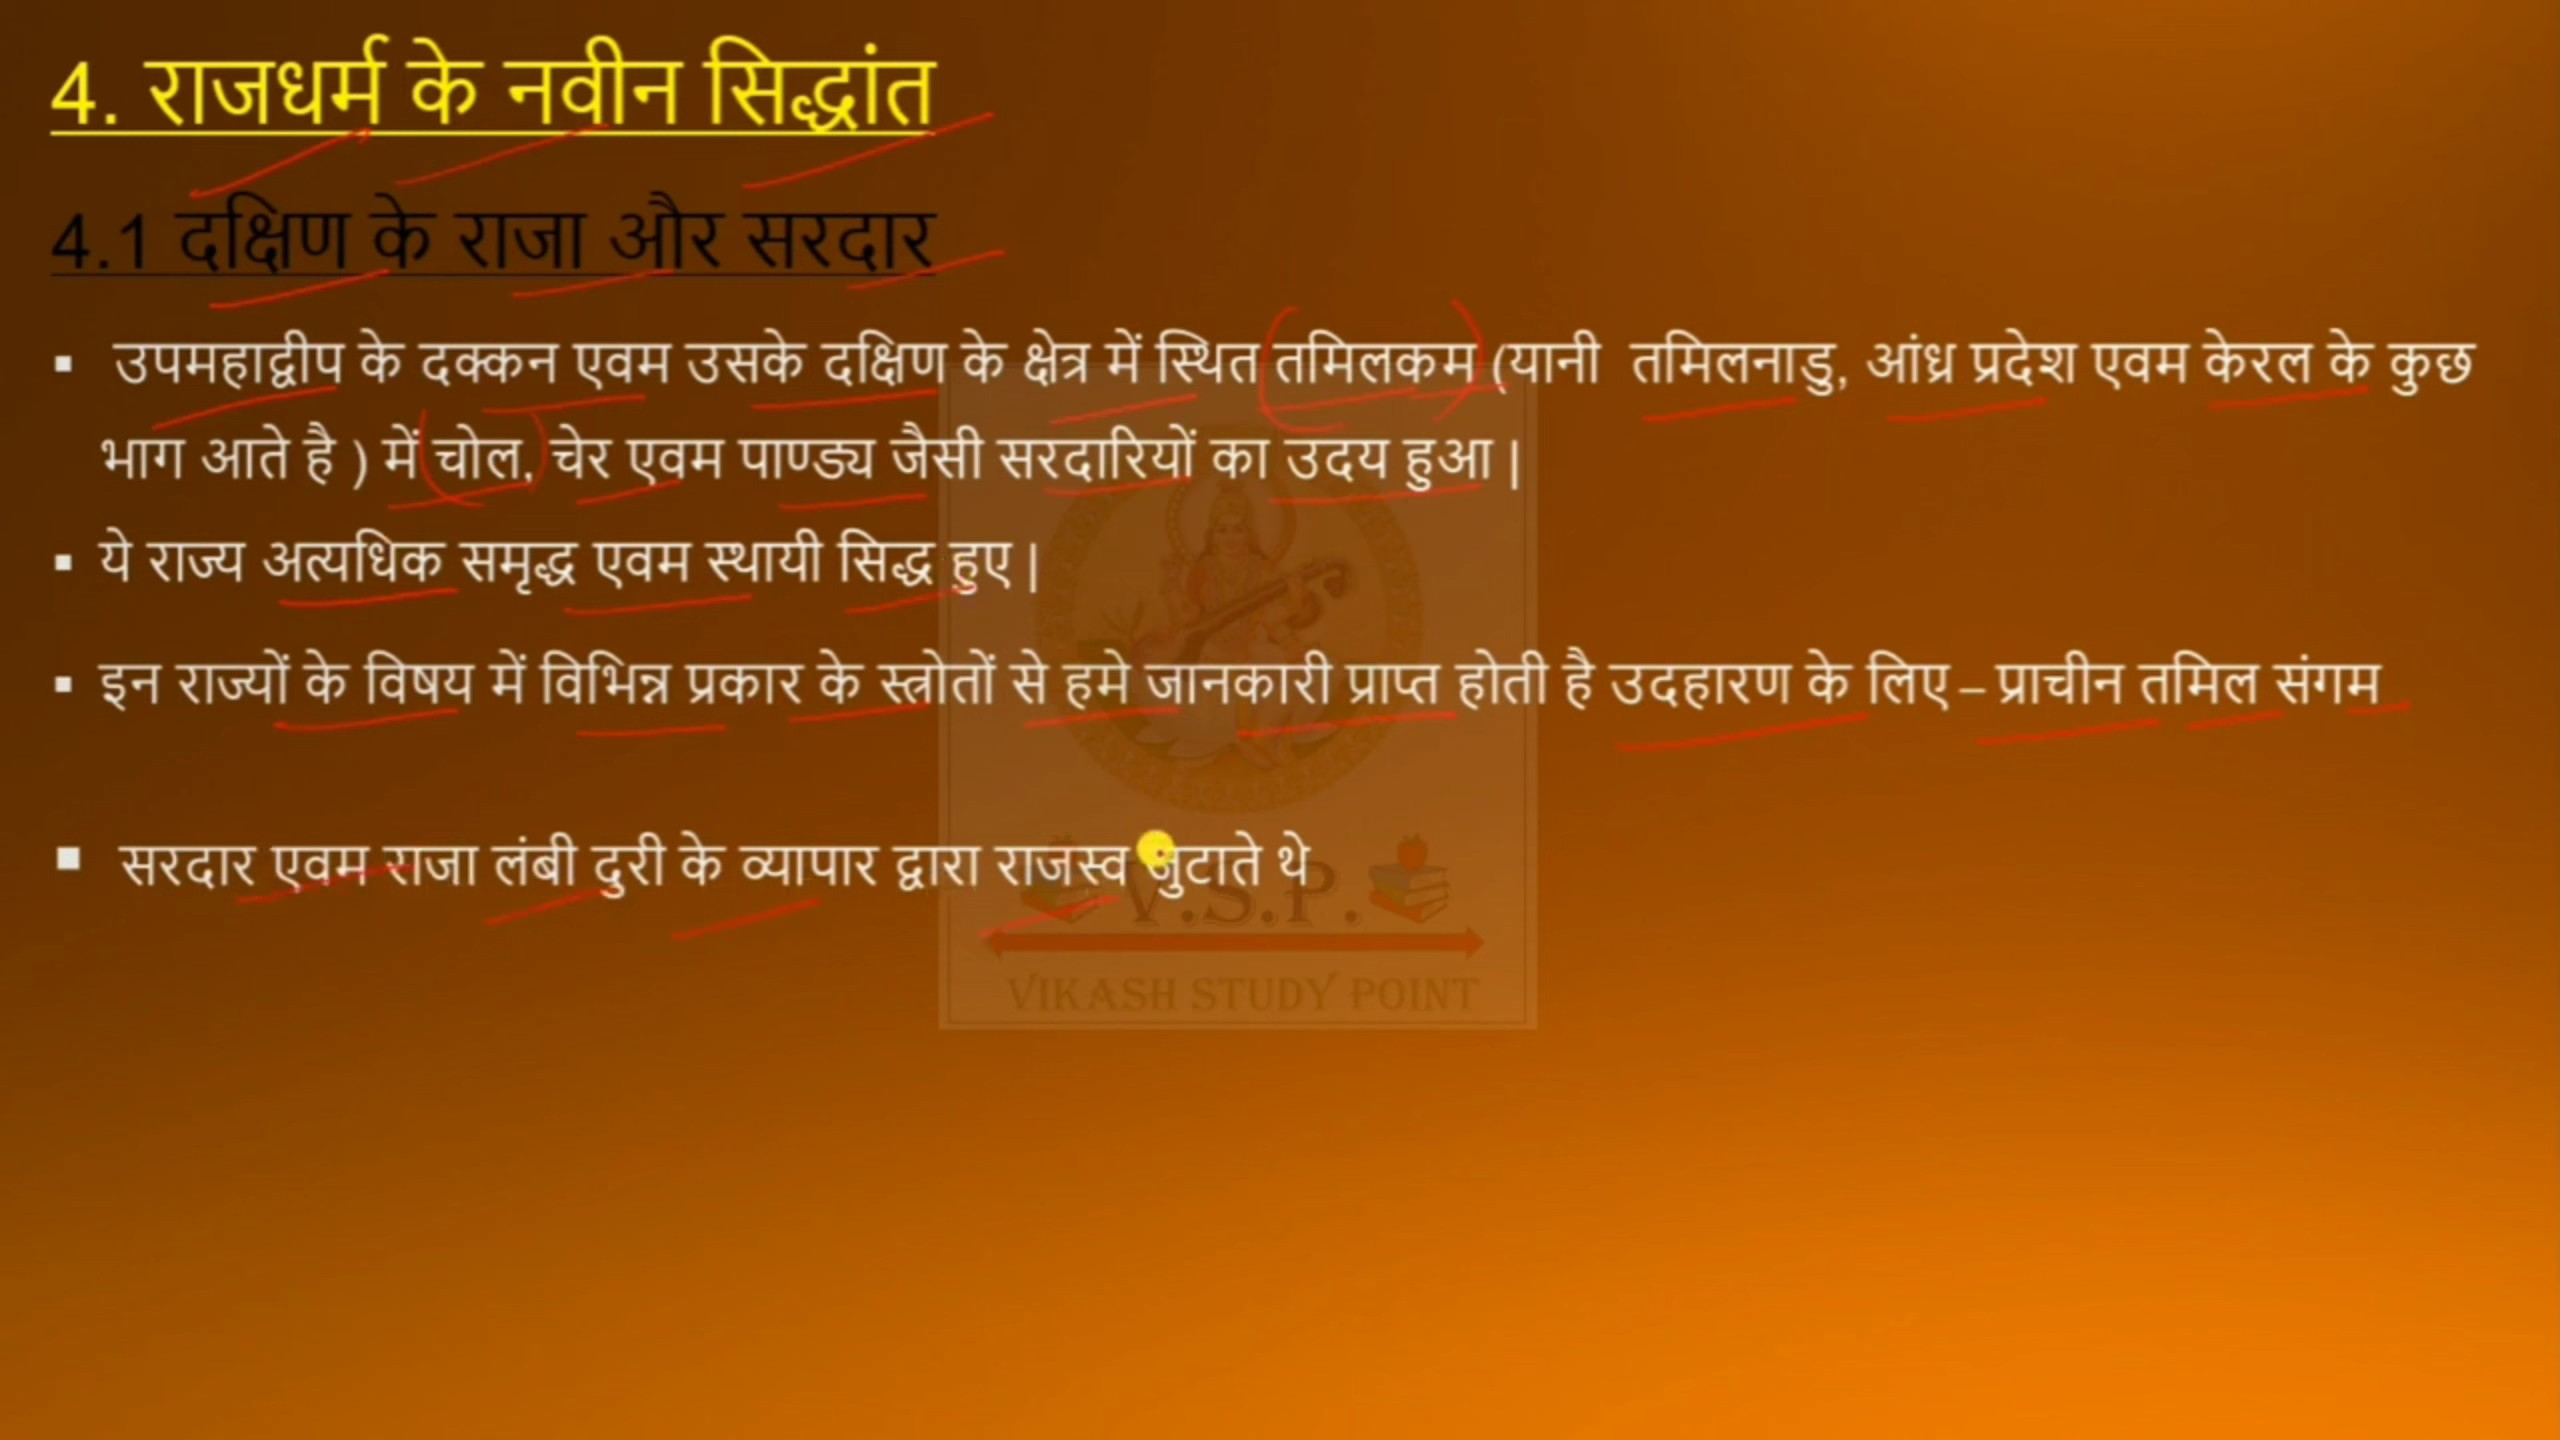 4. राजधर्म के नवीन सिद्धांत
4.1 दक्षिण के राजा और सरदार
▪ उपमहाद्वीप के दक्कन एवम उसके दक्षिण के क्षेत्र में स्थित तमिलकम (यानी तमिलनाडु, आंध्र प्रदेश एवम केरल के कुछ
भाग आते है ) में चोल, चेर एवम पाण्ड्य जैसी सरदारियों का उदय हुआ |
▪ ये राज्य अत्यधिक समृद्ध एवम स्थायी सिद्ध हुए |
▪ इन राज्यों के विषय में विभिन्न प्रकार के स्त्रोतों से हमे जानकारी प्राप्त होती है उदहारण के लिए – प्राचीन तमिल संगम
▪ सरदार एवम राजा लंबी दुरी के व्यापार द्वारा राजस्व जुटाते थे
V.S.P.
VIKASH STUDY POINT